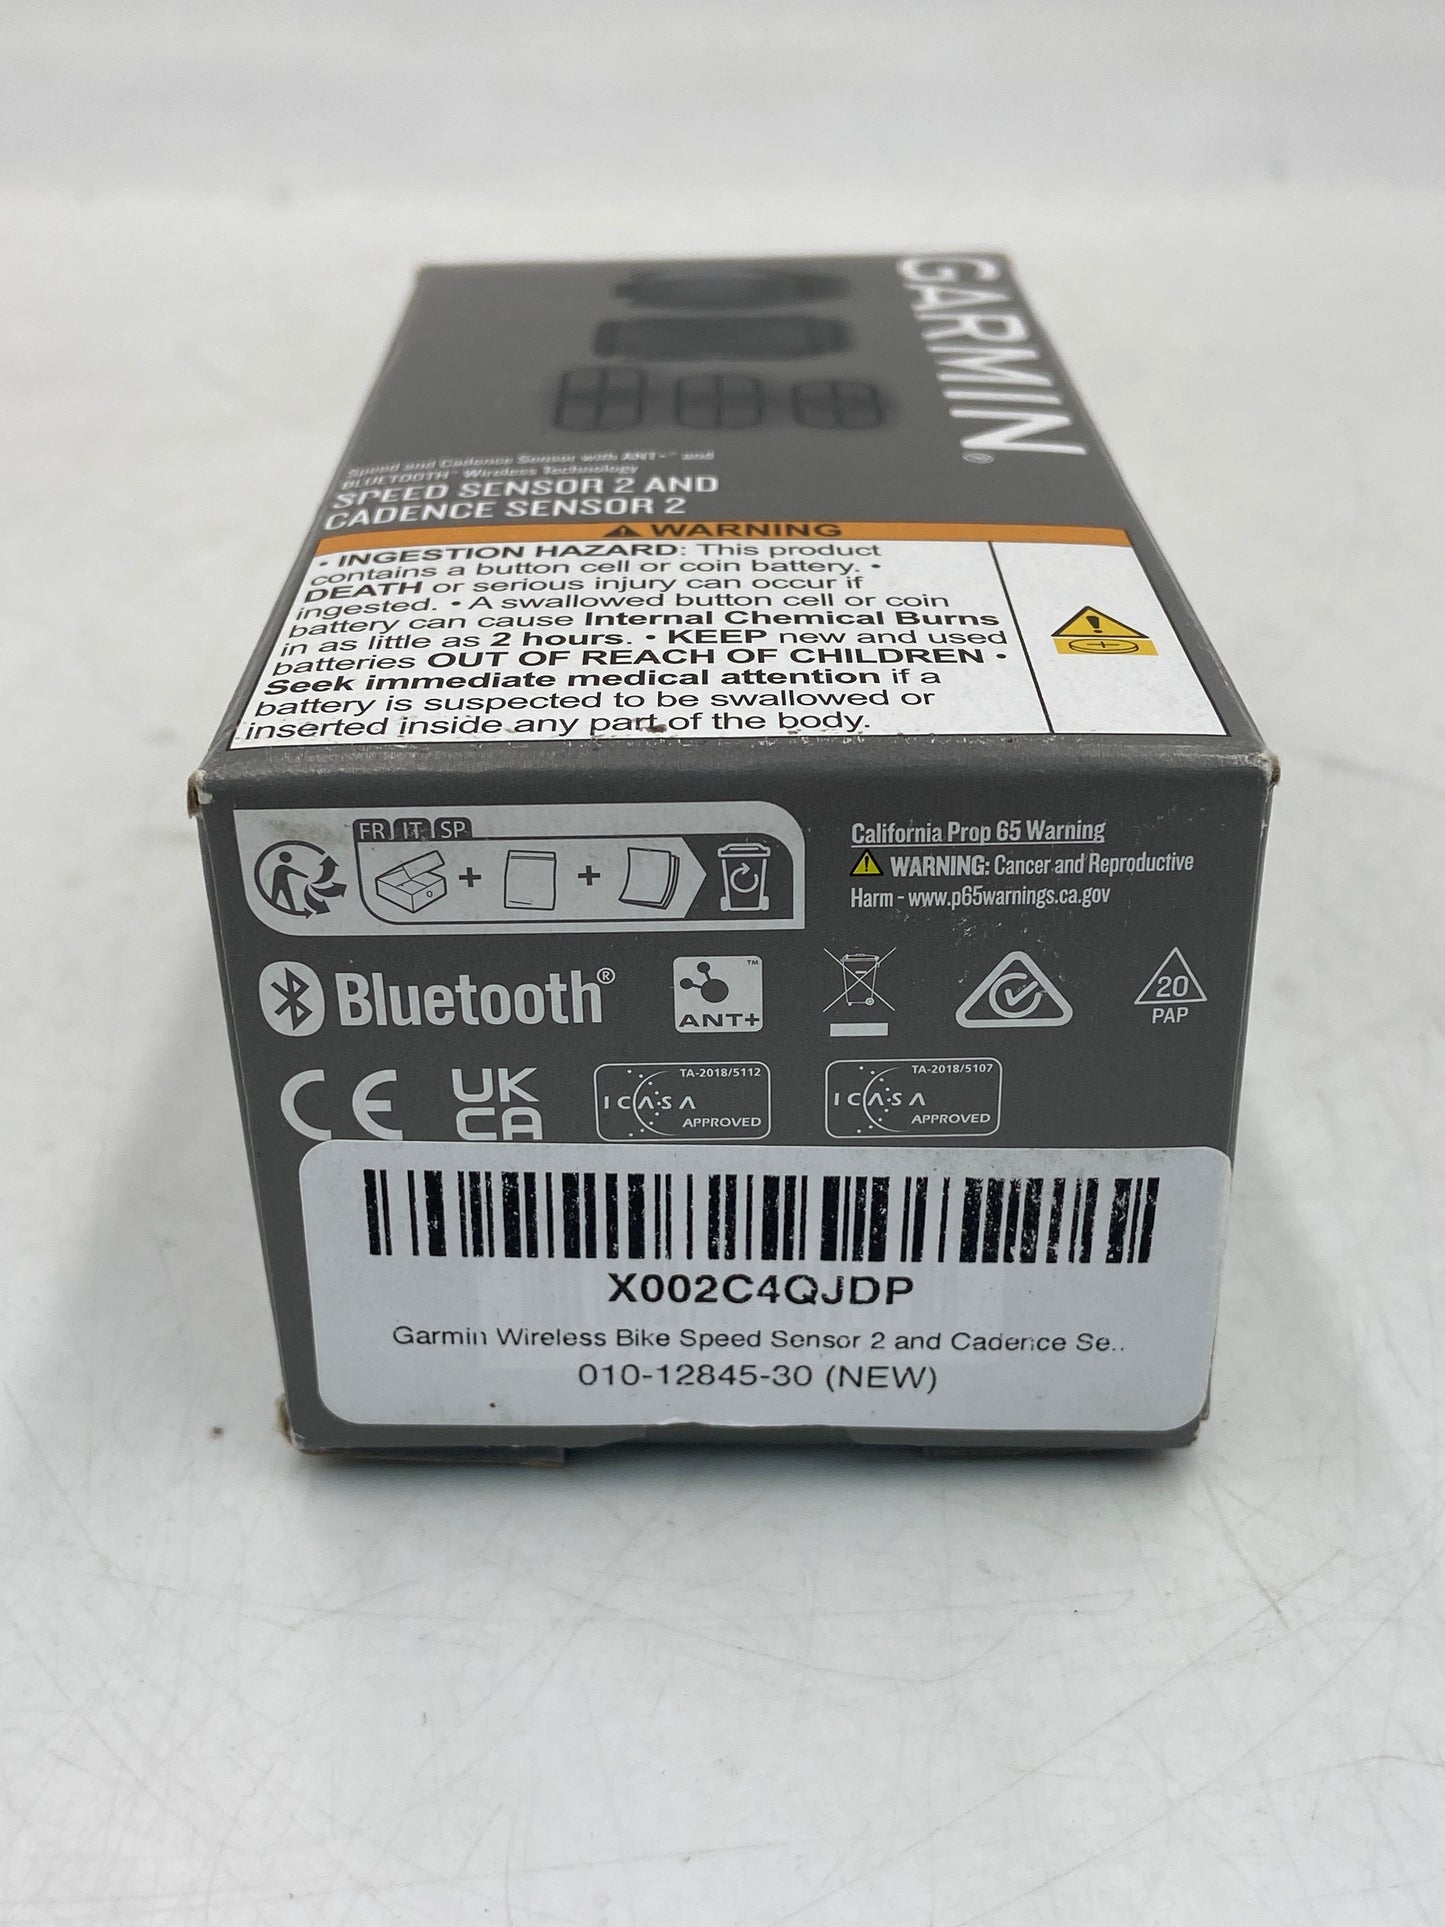 GARMIN®
Speed and Cadence Sensor with ANT+™ and
BLUETOOTH® Wireless Technology
SPEED SENSOR 2 AND
CADENCE SENSOR 2
WARNING
• INGESTION HAZARD: This product
contains a button cell or coin battery. •
DEATH or serious injury can occur if
ingested. • A swallowed button cell or coin
battery can cause Internal Chemical Burns
in as little as 2 hours. • KEEP new and used
batteries OUT OF REACH OF CHILDREN •
Seek immediate medical attention if a
battery is suspected to be swallowed or
inserted inside any part of the body.
FR IT SP
California Prop 65 Warning
WARNING: Cancer and Reproductive
Harm - www.p65warnings.ca.gov
Bluetooth®
ANT+™
20
PAP
CE
UK
CA
TA-2018/5112
ICASA
APPROVED
TA-2018/5107
ICASA
APPROVED
X002C4QJDP
Garmin Wireless Bike Speed Sensor 2 and Cadence Se..
010-12845-30 (NEW)